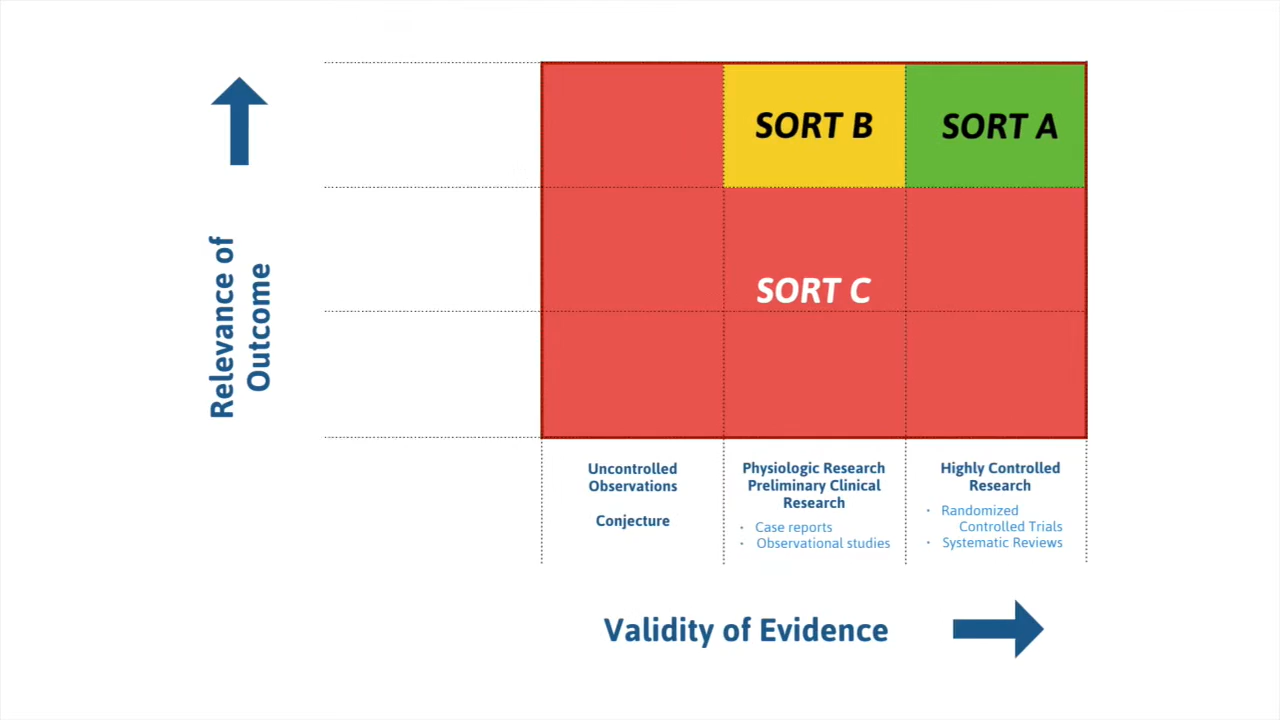 SORT B
SORT A
SORT C
Relevance of
Outcome
Uncontrolled
Observations
Conjecture
Physiologic Research
Preliminary Clinical
Research
• Case reports
• Observational studies
Highly Controlled
Research
• Randomized
Controlled Trials
• Systematic Reviews
Validity of Evidence